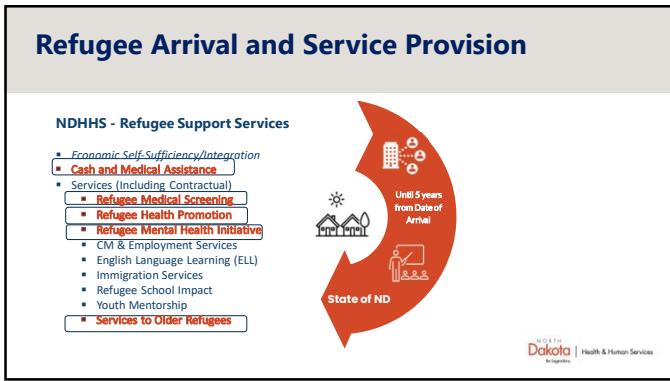 Refugee Arrival and Service Provision
NDHHS - Refugee Support Services
▪ Economic Self-Sufficiency/Integration
▪ Cash and Medical Assistance
▪ Services (Including Contractual)
▪ Refugee Medical Screening
▪ Refugee Health Promotion
▪ Refugee Mental Health Initiative
▪ CM & Employment Services
▪ English Language Learning (ELL)
▪ Immigration Services
▪ Refugee School Impact
▪ Youth Mentorship
▪ Services to Older Refugees
Until 5 years
from Date of
Arrival
State of ND
NORTH
Dakota | Health & Human Services
Be Legendary.